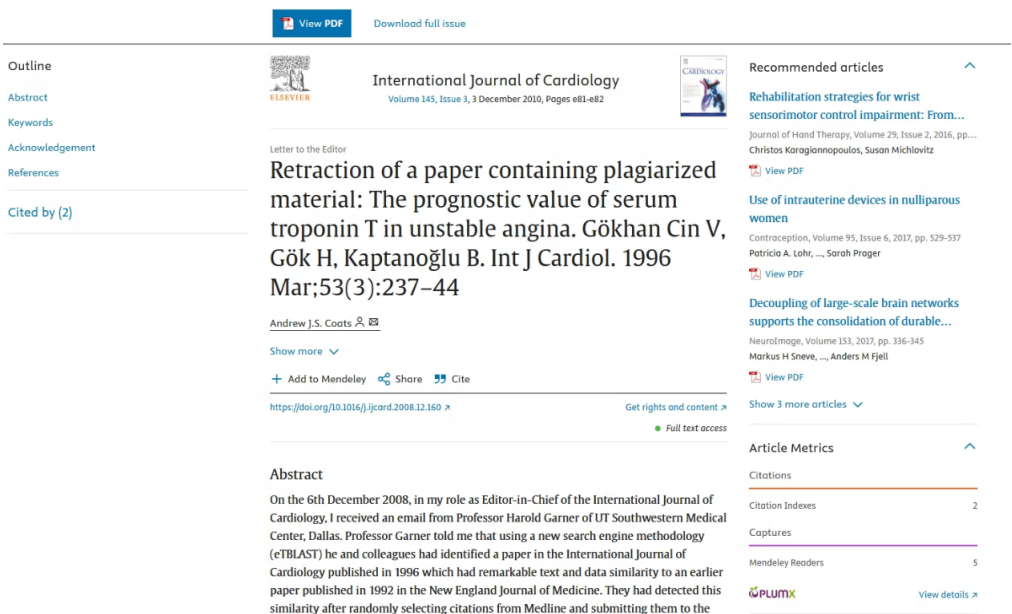 View PDF
Download full issue
Outline
Abstract
Keywords
Acknowledgement
References
Cited by (2)
ELSEVIER
International Journal of Cardiology
Volume 145, Issue 3, 3 December 2010, Pages e81-e82
CARDIOLOGY
Letter to the Editor
Retraction of a paper containing plagiarized
material: The prognostic value of serum
troponin T in unstable angina. Gökhan Cin V,
Gök H, Kaptanoğlu B. Int J Cardiol. 1996
Mar;53(3):237–44
Andrew J.S. Coats
Show more
Add to Mendeley
Share
Cite
https://doi.org/10.1016/j.ijcard.2008.12.160
Get rights and content
Full text access
Abstract
On the 6th December 2008, in my role as Editor-in-Chief of the International Journal of
Cardiology, I received an email from Professor Harold Garner of UT Southwestern Medical
Center, Dallas. Professor Garner told me that using a new search engine methodology
(eTBLAST) he and colleagues had identified a paper in the International Journal of
Cardiology published in 1996 which had remarkable text and data similarity to an earlier
paper published in 1992 in the New England Journal of Medicine. They had detected this
similarity after randomly selecting citations from Medline and submitting them to the
Recommended articles
Rehabilitation strategies for wrist
sensorimotor control impairment: From…
Journal of Hand Therapy, Volume 29, Issue 2, 2016, pp.…
Christos Karagiannopoulos, Susan Michlovitz
View PDF
Use of intrauterine devices in nulliparous
women
Contraception, Volume 95, Issue 6, 2017, pp. 529-537
Patricia A. Lohr, …, Sarah Prager
View PDF
Decoupling of large-scale brain networks
supports the consolidation of durable…
NeuroImage, Volume 153, 2017, pp. 336-345
Markus H Sneve, …, Anders M Fjell
View PDF
Show 3 more articles
Article Metrics
Citations
Citation Indexes 2
Captures
Mendeley Readers 5
PLUMX
View details